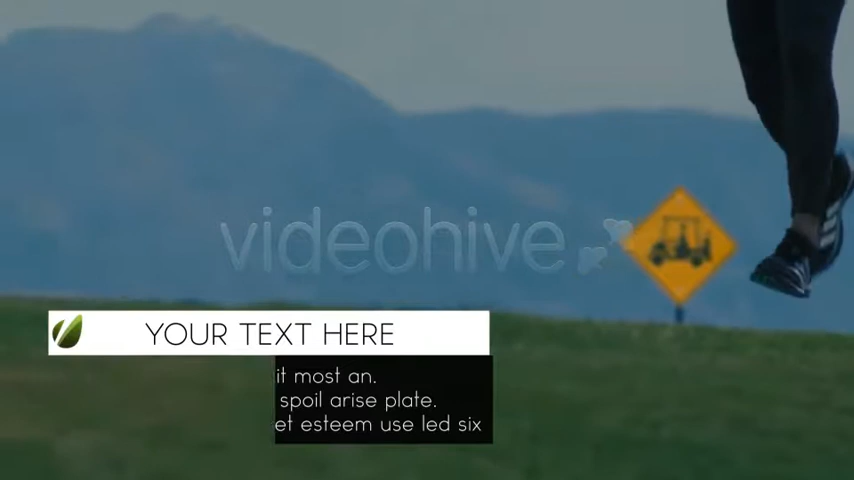 videohive
YOUR TEXT HERE
it most an.
spoil arise plate.
et esteem use led six